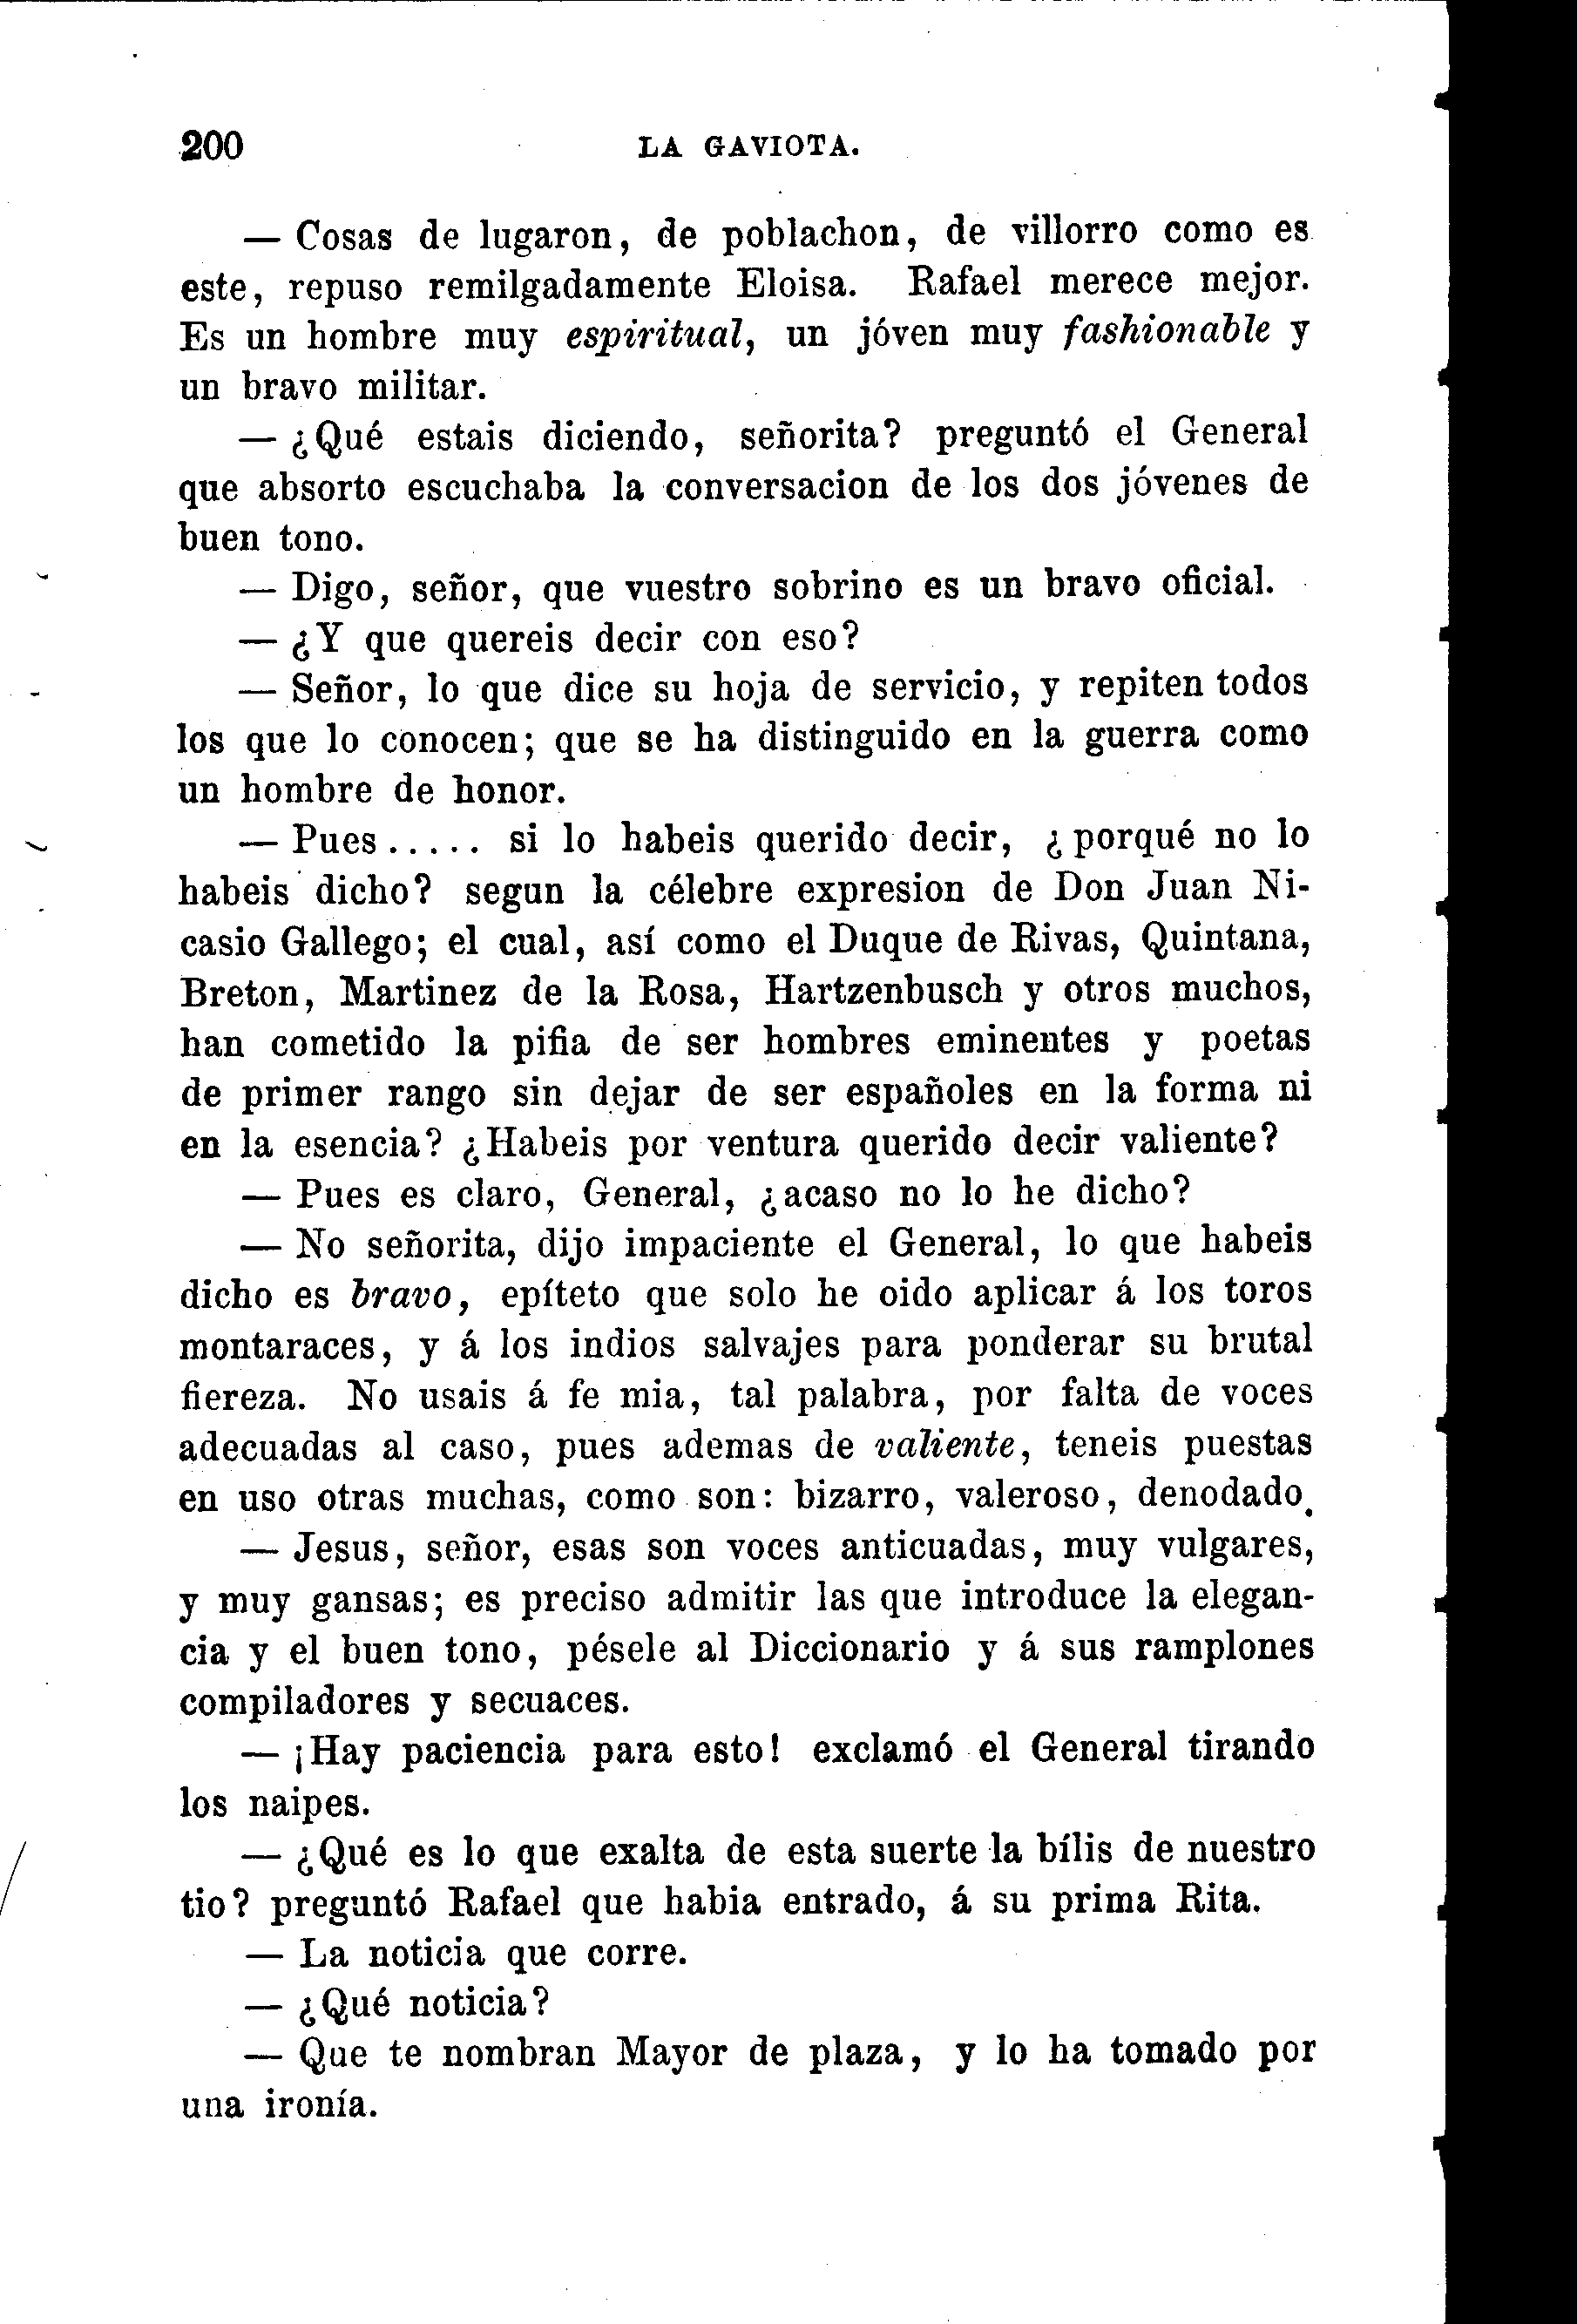 200 LA GAVIOTA.
— Cosas de lugaron, de poblachon, de villorro como es
este, repuso remilgadamente Eloisa. Rafael merece mejor.
Es un hombre muy espiritual, un jóven muy fashionable y
un bravo militar.
— ¿Qué estais diciendo, señorita? preguntó el General
que absorto escuchaba la conversacion de los dos jóvenes de
buen tono.
— Digo, señor, que vuestro sobrino es un bravo oficial.
— ¿Y que quereis decir con eso?
— Señor, lo que dice su hoja de servicio, y repiten todos
los que lo conocen; que se ha distinguido en la guerra como
un hombre de honor.
— Pues ..... si lo habeis querido decir, ¿porqué no lo
habeis dicho? segun la célebre expresion de Don Juan Ni-
casio Gallego; el cual, así como el Duque de Rivas, Quintana,
Breton, Martinez de la Rosa, Hartzenbusch y otros muchos,
han cometido la pifia de ser hombres eminentes y poetas
de primer rango sin dejar de ser españoles en la forma ni
en la esencia? ¿Habeis por ventura querido decir valiente?
— Pues es claro, General, ¿acaso no lo he dicho?
— No señorita, dijo impaciente el General, lo que habeis
dicho es bravo, epíteto que solo he oido aplicar á los toros
montaraces, y á los indios salvajes para ponderar su brutal
fiereza. No usais á fe mia, tal palabra, por falta de voces
adecuadas al caso, pues ademas de valiente, teneis puestas
en uso otras muchas, como son: bizarro, valeroso, denodado.
— Jesus, señor, esas son voces anticuadas, muy vulgares,
y muy gansas; es preciso admitir las que introduce la elegan-
cia y el buen tono, pésele al Diccionario y á sus ramplones
compiladores y secuaces.
— ¡Hay paciencia para esto! exclamó el General tirando
los naipes.
— ¿Qué es lo que exalta de esta suerte la bílis de nuestro
tio? preguntó Rafael que habia entrado, á su prima Rita.
— La noticia que corre.
— ¿Qué noticia?
— Que te nombran Mayor de plaza, y lo ha tomado por
una ironía.